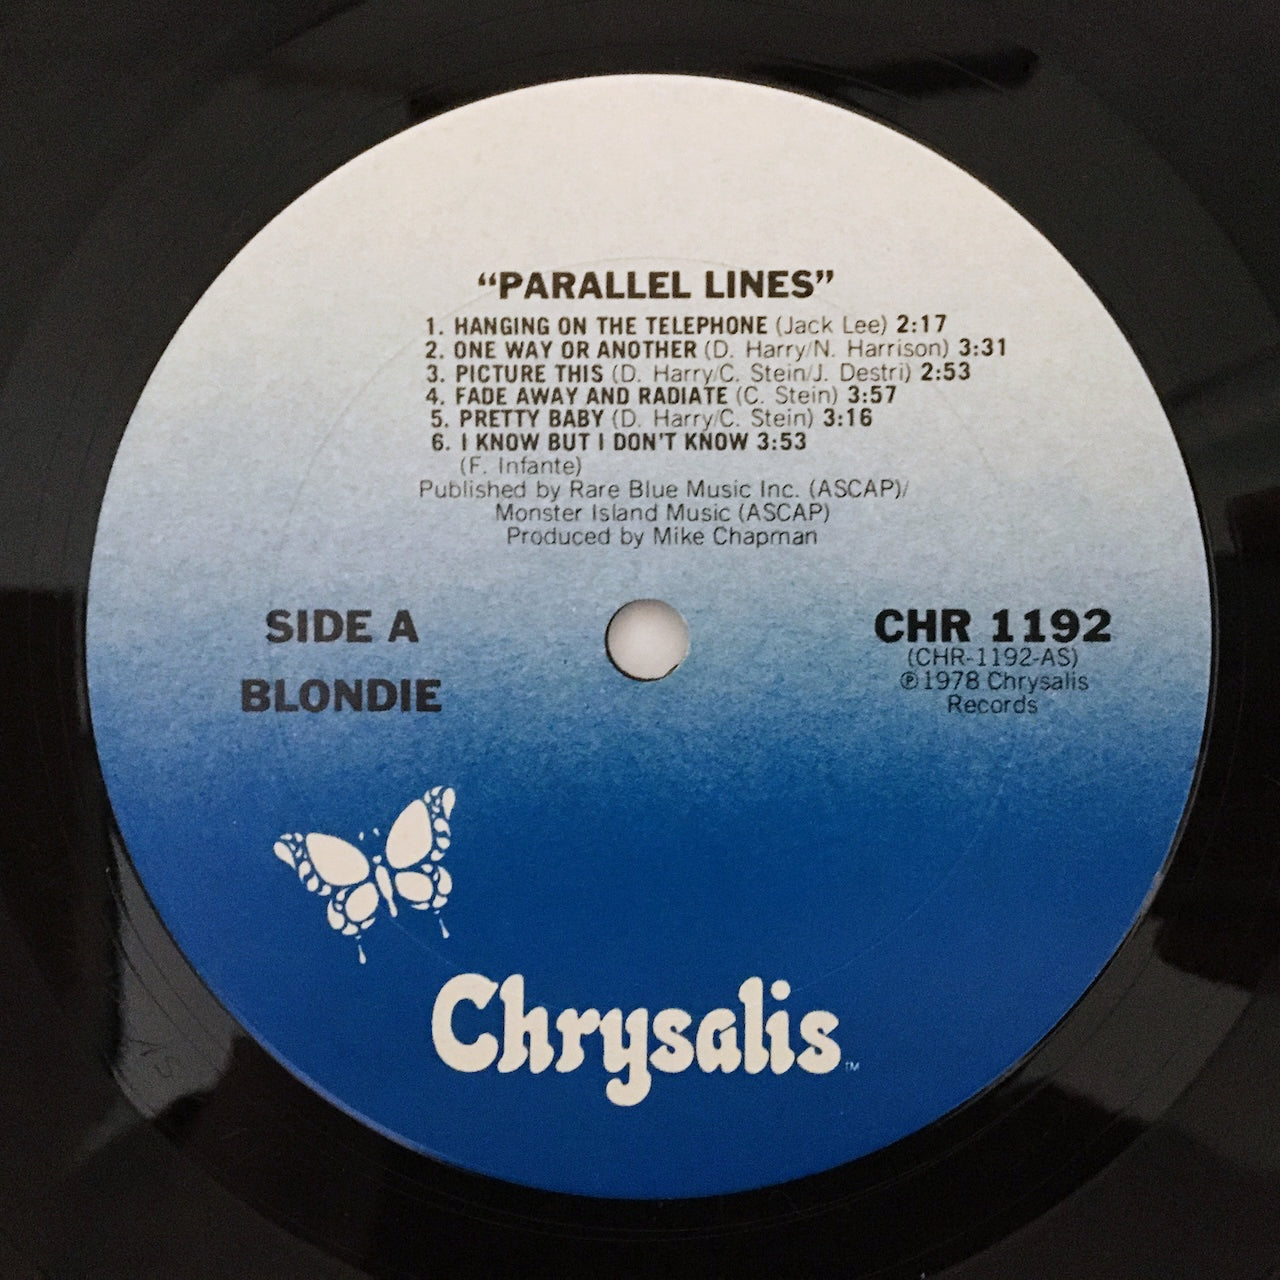 “PARALLEL LINES”
1. HANGING ON THE TELEPHONE (Jack Lee) 2:17
2. ONE WAY OR ANOTHER (D. Harry/N. Harrison) 3:31
3. PICTURE THIS (D. Harry/C. Stein/J. Destri) 2:53
4. FADE AWAY AND RADIATE (C. Stein) 3:57
5. PRETTY BABY (D. Harry/C. Stein) 3:16
6. I KNOW BUT I DON'T KNOW 3:53
(F. Infante)
Published by Rare Blue Music Inc. (ASCAP)/
Monster Island Music (ASCAP)
Produced by Mike Chapman
SIDE A
BLONDIE
CHR 1192
(CHR-1192-AS)
℗1978 Chrysalis
Records
Chrysalis™